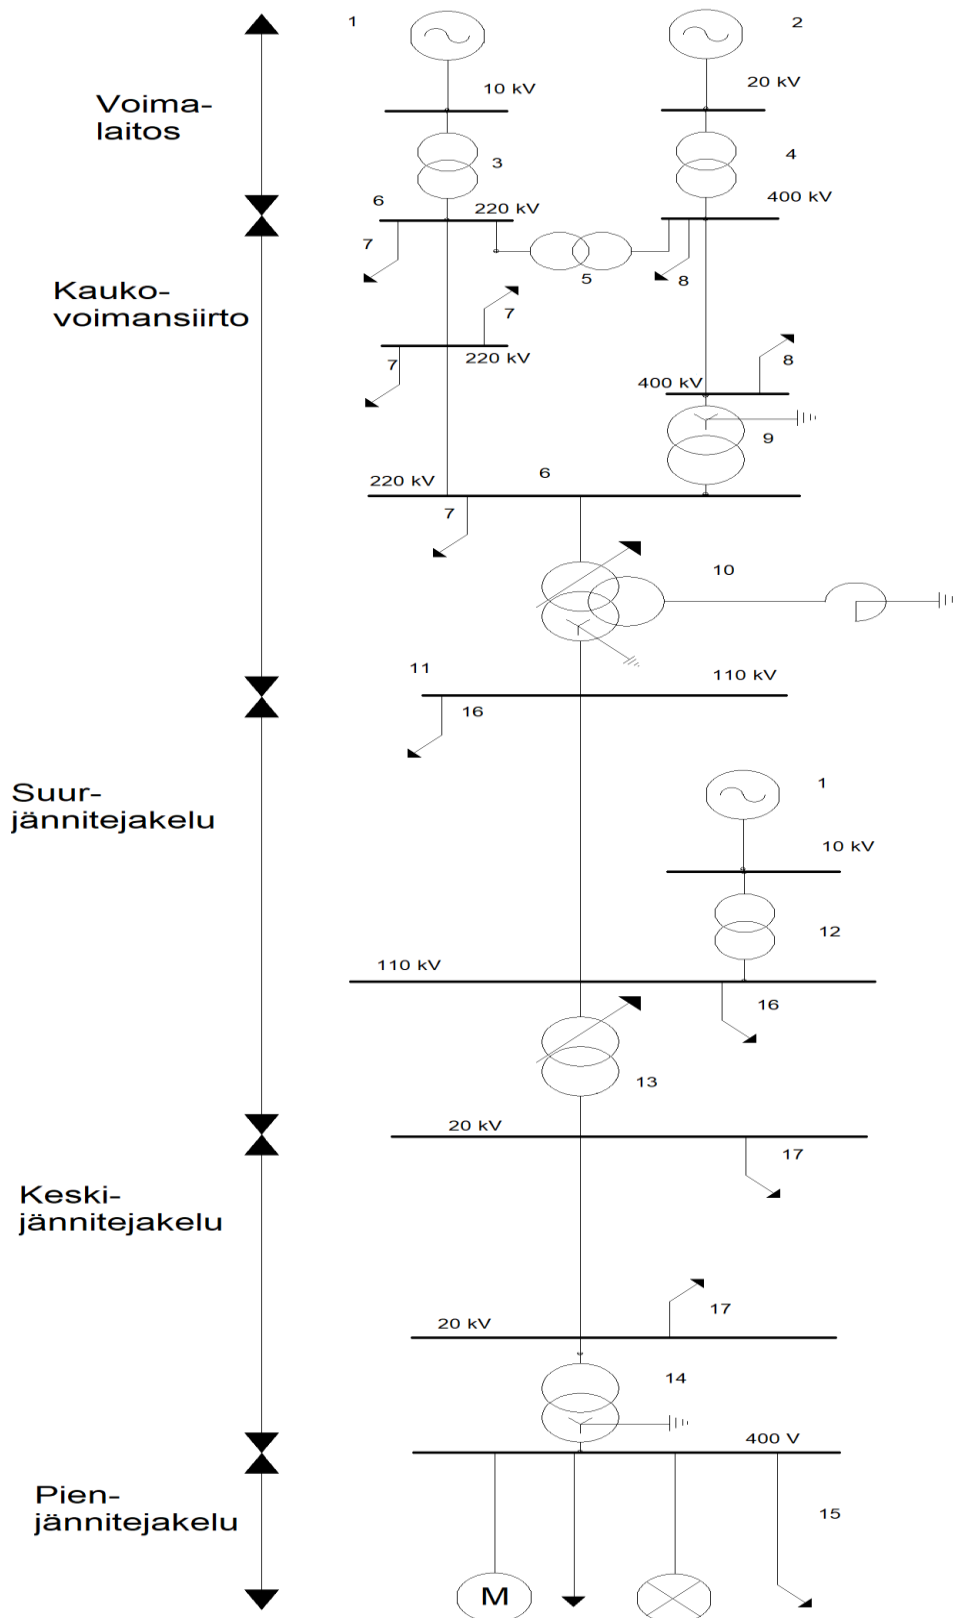 1
2
10 kV
20 kV
Voima-
laitos
3
4
6
220 kV
400 kV
7
5
8
Kauko-
voimansiirto
7
7
220 kV
8
400 kV
9
220 kV
6
7
10
11
110 kV
16
Suur-
jännitejakelu
1
10 kV
12
110 kV
16
13
20 kV
17
Keski-
jännitejakelu
17
20 kV
14
400 V
Pien-
jännitejakelu
15
M